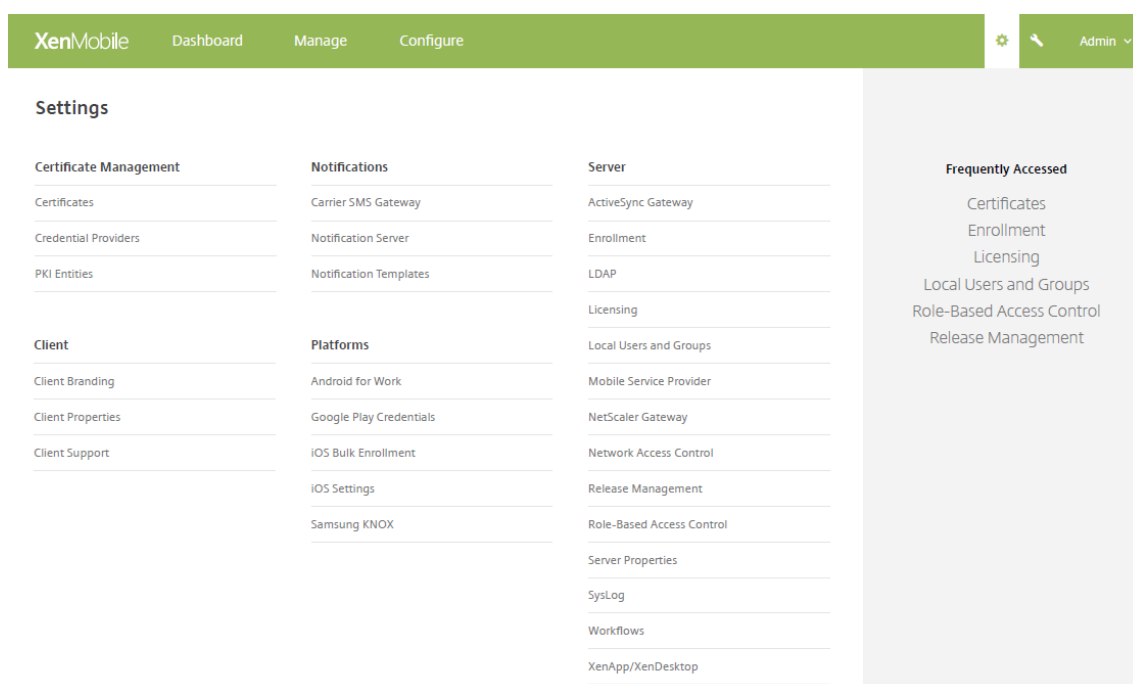 XenMobile Dashboard Manage Configure Admin
Settings
Certificate Management
Certificates
Credential Providers
PKI Entities
Client
Client Branding
Client Properties
Client Support
Notifications
Carrier SMS Gateway
Notification Server
Notification Templates
Platforms
Android for Work
Google Play Credentials
iOS Bulk Enrollment
iOS Settings
Samsung KNOX
Server
ActiveSync Gateway
Enrollment
LDAP
Licensing
Local Users and Groups
Mobile Service Provider
NetScaler Gateway
Network Access Control
Release Management
Role-Based Access Control
Server Properties
SysLog
Workflows
XenApp/XenDesktop
Frequently Accessed
Certificates
Enrollment
Licensing
Local Users and Groups
Role-Based Access Control
Release Management